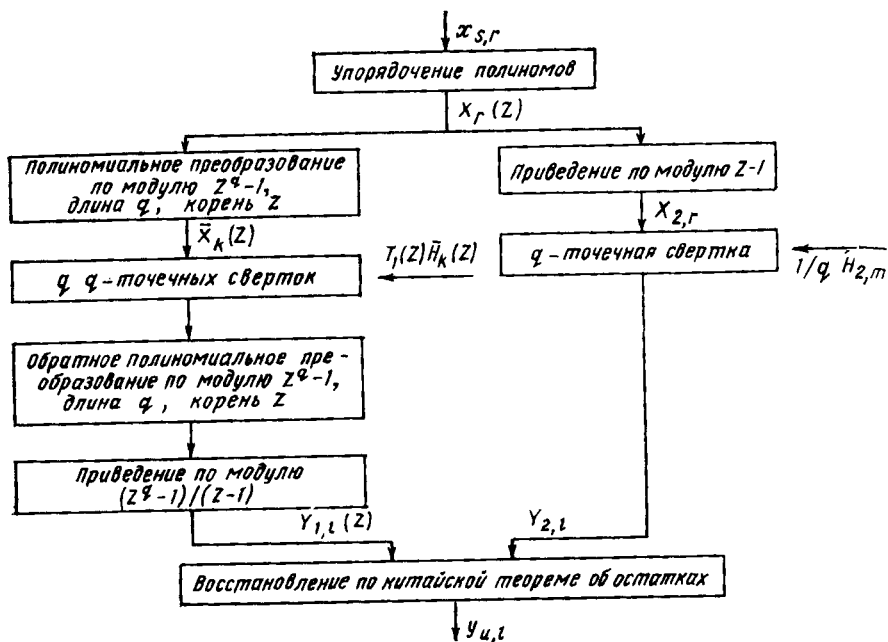 x_{s,r}
Упорядочение полиномов
X_r (Z)
Полиномиальное преобразование
по модулю Z^q-1,
длина q, корень Z
Приведение по модулю Z-1
X̄_k(Z)
X_{2,r}
q q-точечных сверток
T_1(Z)H̄_k(Z)
q-точечная свертка
1/q H_{2,m}
Обратное полиномиальное пре-
образование по модулю Z^q-1,
длина q, корень Z
Приведение по модулю
(Z^q-1)/(Z-1)
Y_{1,l}(Z)
Y_{2,l}
Восстановление по китайской теореме об остатках
y_{u,l}